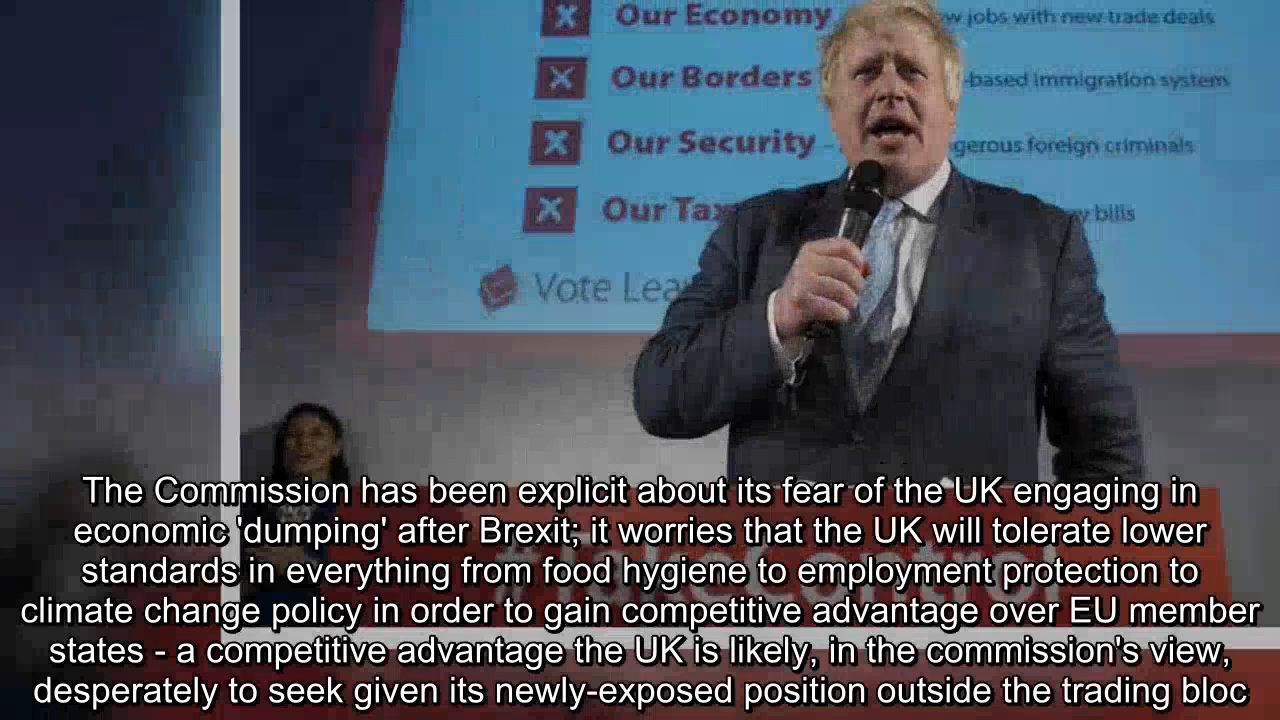 Our Economy
jobs with new trade deals
Our Borders
-based immigration system
Our Security -
gerous foreign criminals
Our Tax
bills
Vote Lea
The Commission has been explicit about its fear of the UK engaging in
economic 'dumping' after Brexit; it worries that the UK will tolerate lower
standards in everything from food hygiene to employment protection to
climate change policy in order to gain competitive advantage over EU member
states - a competitive advantage the UK is likely, in the commission's view,
desperately to seek given its newly-exposed position outside the trading bloc